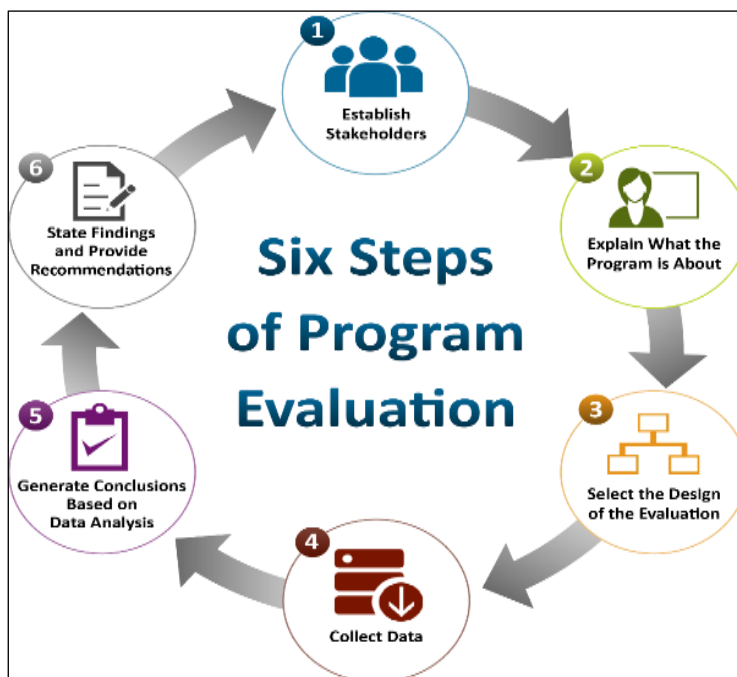 Six Steps
of Program
Evaluation
1
Establish
Stakeholders
2
Explain What the
Program is About
3
Select the Design
of the Evaluation
4
Collect Data
5
Generate Conclusions
Based on
Data Analysis
6
State Findings
and Provide
Recommendations